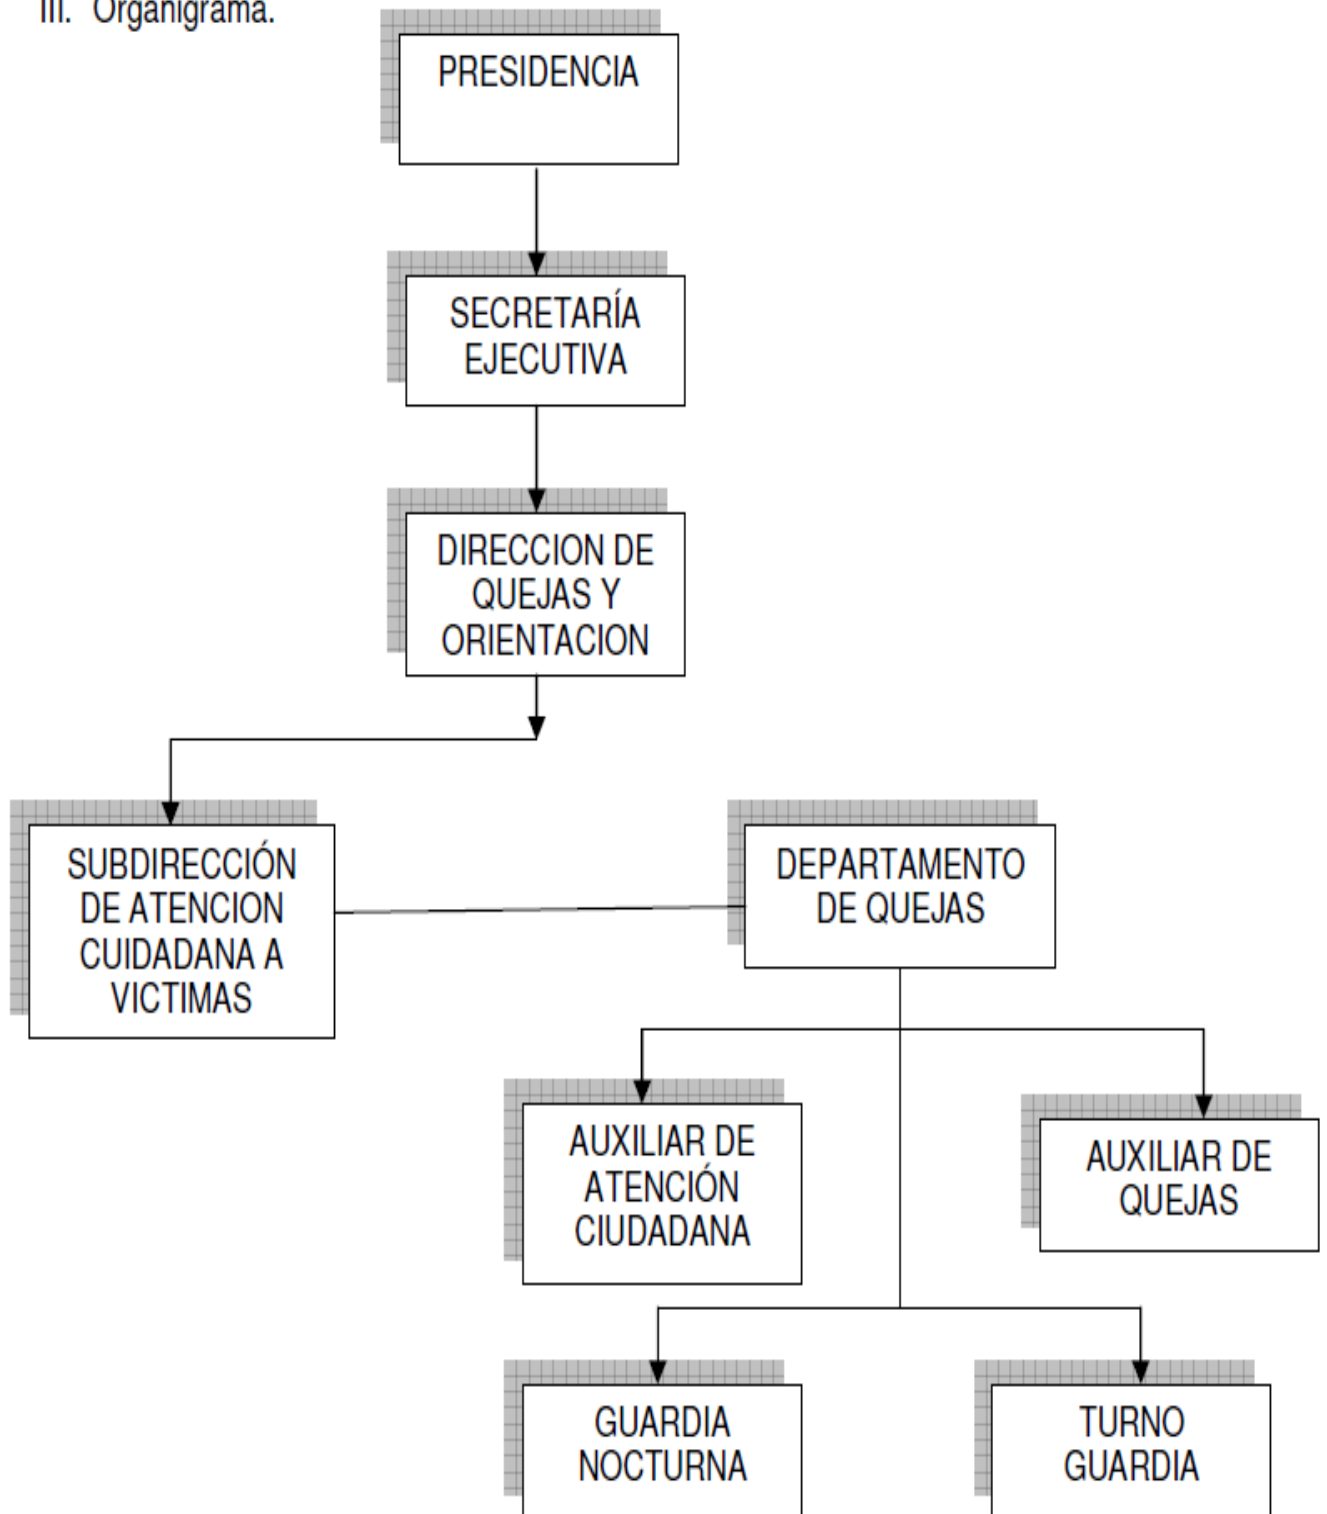 III. Organigrama.
PRESIDENCIA
SECRETARÍA
EJECUTIVA
DIRECCION DE
QUEJAS Y
ORIENTACION
SUBDIRECCIÓN
DE ATENCION
CUIDADANA A
VICTIMAS
DEPARTAMENTO
DE QUEJAS
AUXILIAR DE
ATENCIÓN
CIUDADANA
AUXILIAR DE
QUEJAS
GUARDIA
NOCTURNA
TURNO
GUARDIA